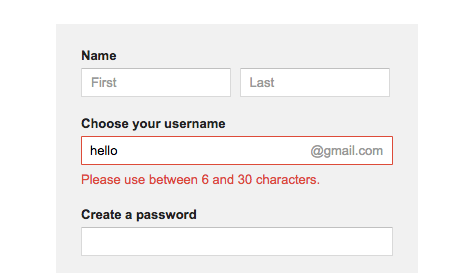 Name
First Last
Choose your username
hello @gmail.com
Please use between 6 and 30 characters.
Create a password